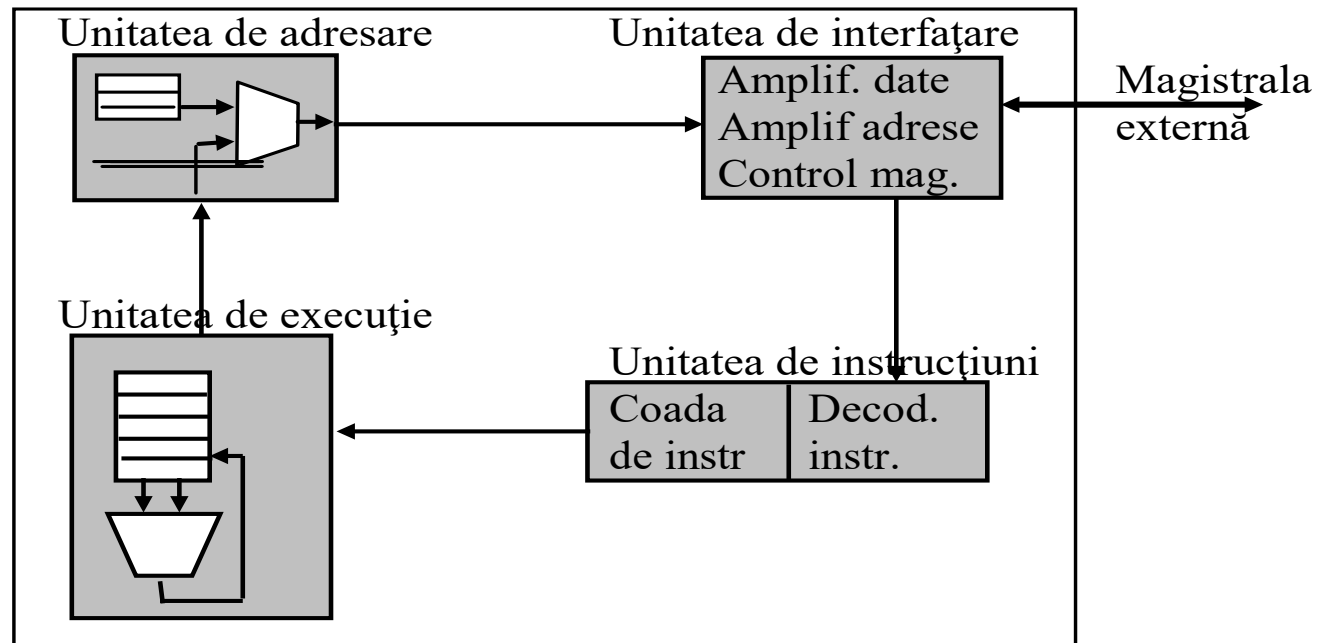 Unitatea de adresare
Unitatea de interfaţare
Amplif. date
Amplif adrese
Control mag.
Magistrala
externă
Unitatea de execuţie
Unitatea de instrucţiuni
Coada
de instr
Decod.
instr.